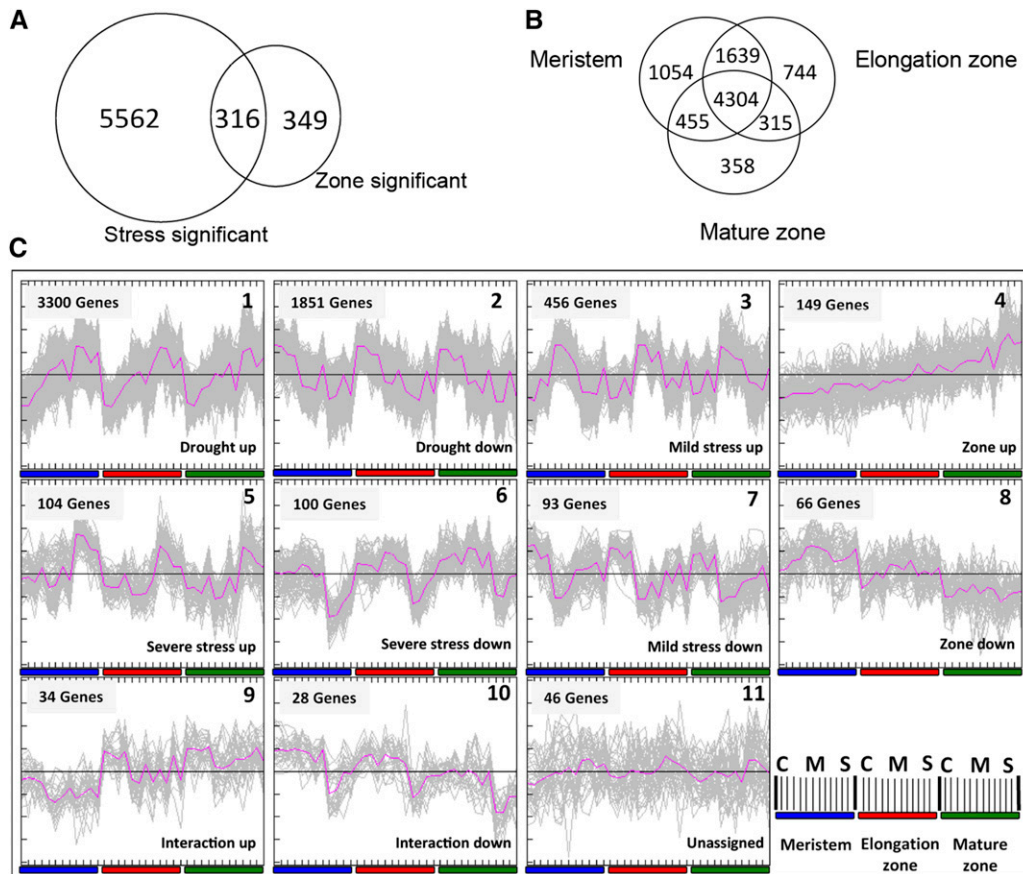 A
5562
316
349
Zone significant
Stress significant
B
Meristem
Elongation zone
1054
1639
744
4304
455
315
358
Mature zone
C
3300 Genes
1
Drought up
1851 Genes
2
Drought down
456 Genes
3
Mild stress up
149 Genes
4
Zone up
104 Genes
5
Severe stress up
100 Genes
6
Severe stress down
93 Genes
7
Mild stress down
66 Genes
8
Zone down
34 Genes
9
Interaction up
28 Genes
10
Interaction down
46 Genes
11
Unassigned
C M S C M S C M S
Meristem
Elongation
zone
Mature
zone